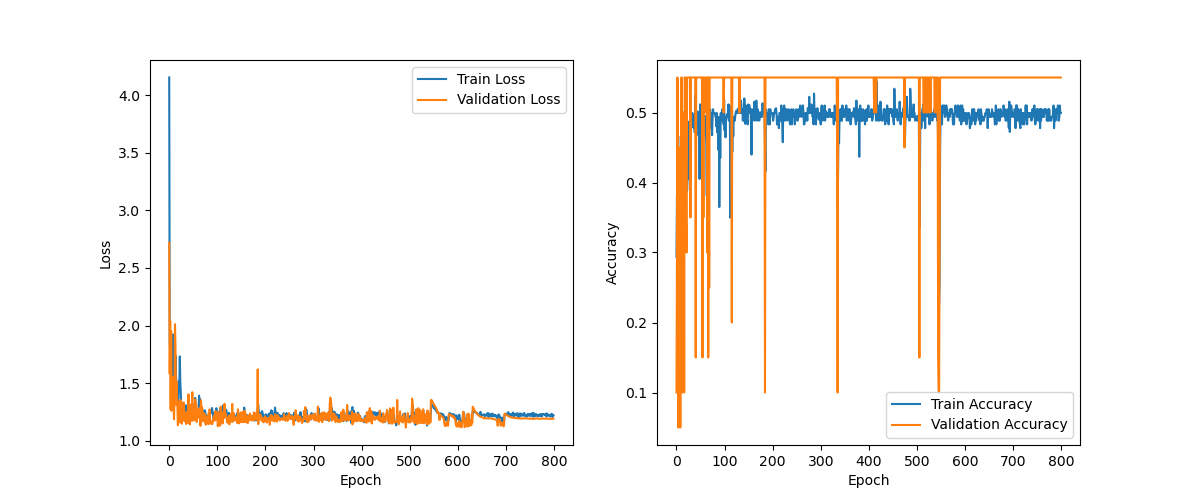 4.0
3.5
3.0
2.5
2.0
1.5
1.0
Loss
0 100 200 300 400 500 600 700 800
Epoch
Train Loss
Validation Loss
0.5
0.4
0.3
0.2
0.1
Accuracy
0 100 200 300 400 500 600 700 800
Epoch
Train Accuracy
Validation Accuracy